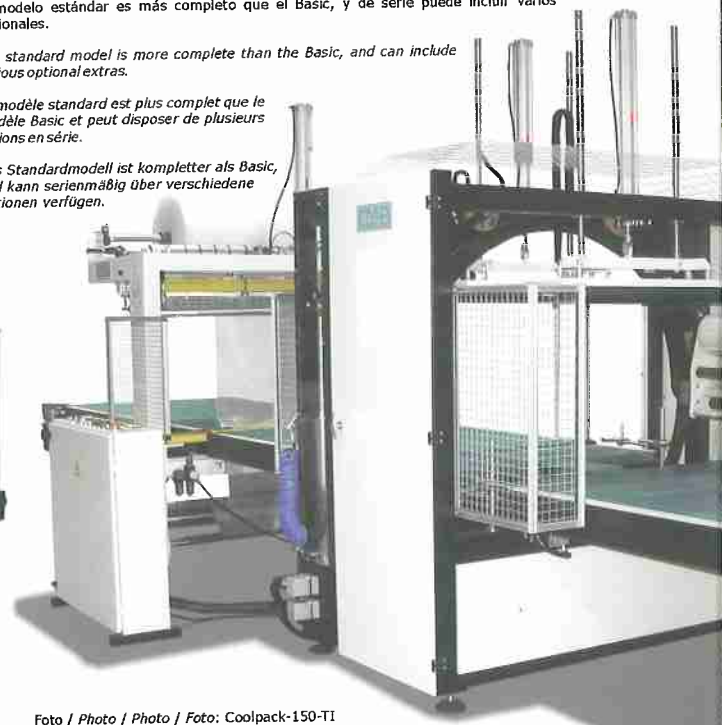 modelo estándar es más completo que el Basic, y de serie puede incluir varios
ionales.
standard model is more complete than the Basic, and can include
ious optional extras.
modèle standard est plus complet que le
dèle Basic et peut disposer de plusieurs
ions en série.
s Standardmodell ist kompletter als Basic,
d kann serienmäßig über verschiedene
tionen verfügen.
Foto / Photo / Photo / Foto: Coolpack-150-TI